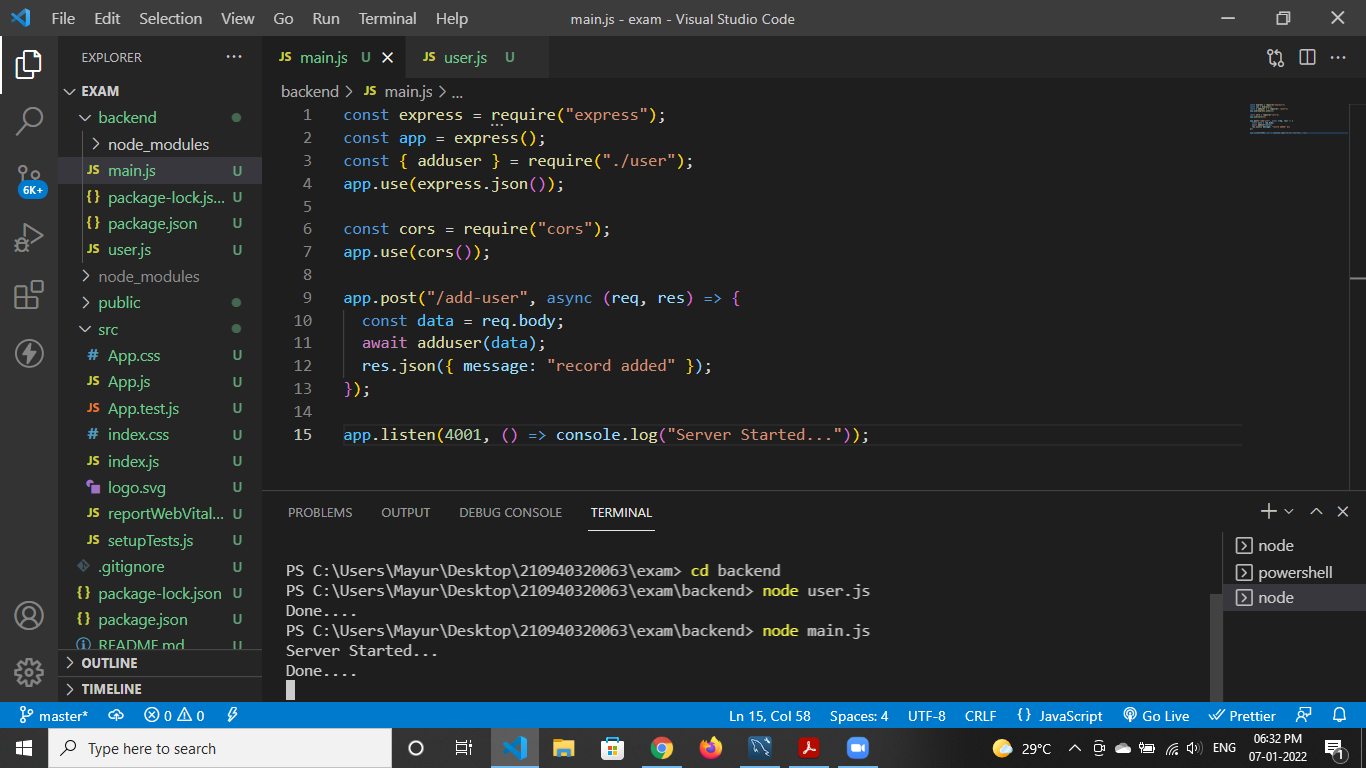 File Edit Selection View Go Run Terminal Help
main.js - exam - Visual Studio Code
EXPLORER
EXAM
backend
node_modules
JS main.js U
{} package-lock.js... U
{} package.json U
JS user.js U
node_modules
public
src
# App.css U
JS App.js U
JS App.test.js U
# index.css U
JS index.js U
logo.svg U
JS reportWebVital... U
JS setupTests.js U
.gitignore U
{} package-lock.json U
{} package.json U
README.md U
OUTLINE
TIMELINE
6K+
JS main.js U
JS user.js U
backend > JS main.js > ...
1 const express = require("express");
2 const app = express();
3 const { adduser } = require("./user");
4 app.use(express.json());
5
6 const cors = require("cors");
7 app.use(cors());
8
9 app.post("/add-user", async (req, res) => {
10 const data = req.body;
11 await adduser(data);
12 res.json({ message: "record added" });
13 });
14
15 app.listen(4001, () => console.log("Server Started..."));
PROBLEMS OUTPUT DEBUG CONSOLE TERMINAL
PS C:\Users\Mayur\Desktop\210940320063\exam> cd backend
PS C:\Users\Mayur\Desktop\210940320063\exam\backend> node user.js
Done....
PS C:\Users\Mayur\Desktop\210940320063\exam\backend> node main.js
Server Started...
Done....
node
powershell
node
master* 0 0 Ln 15, Col 58 Spaces: 4 UTF-8 CRLF {} JavaScript Go Live Prettier
Type here to search
29°C ENG
06:32 PM
07-01-2022
1